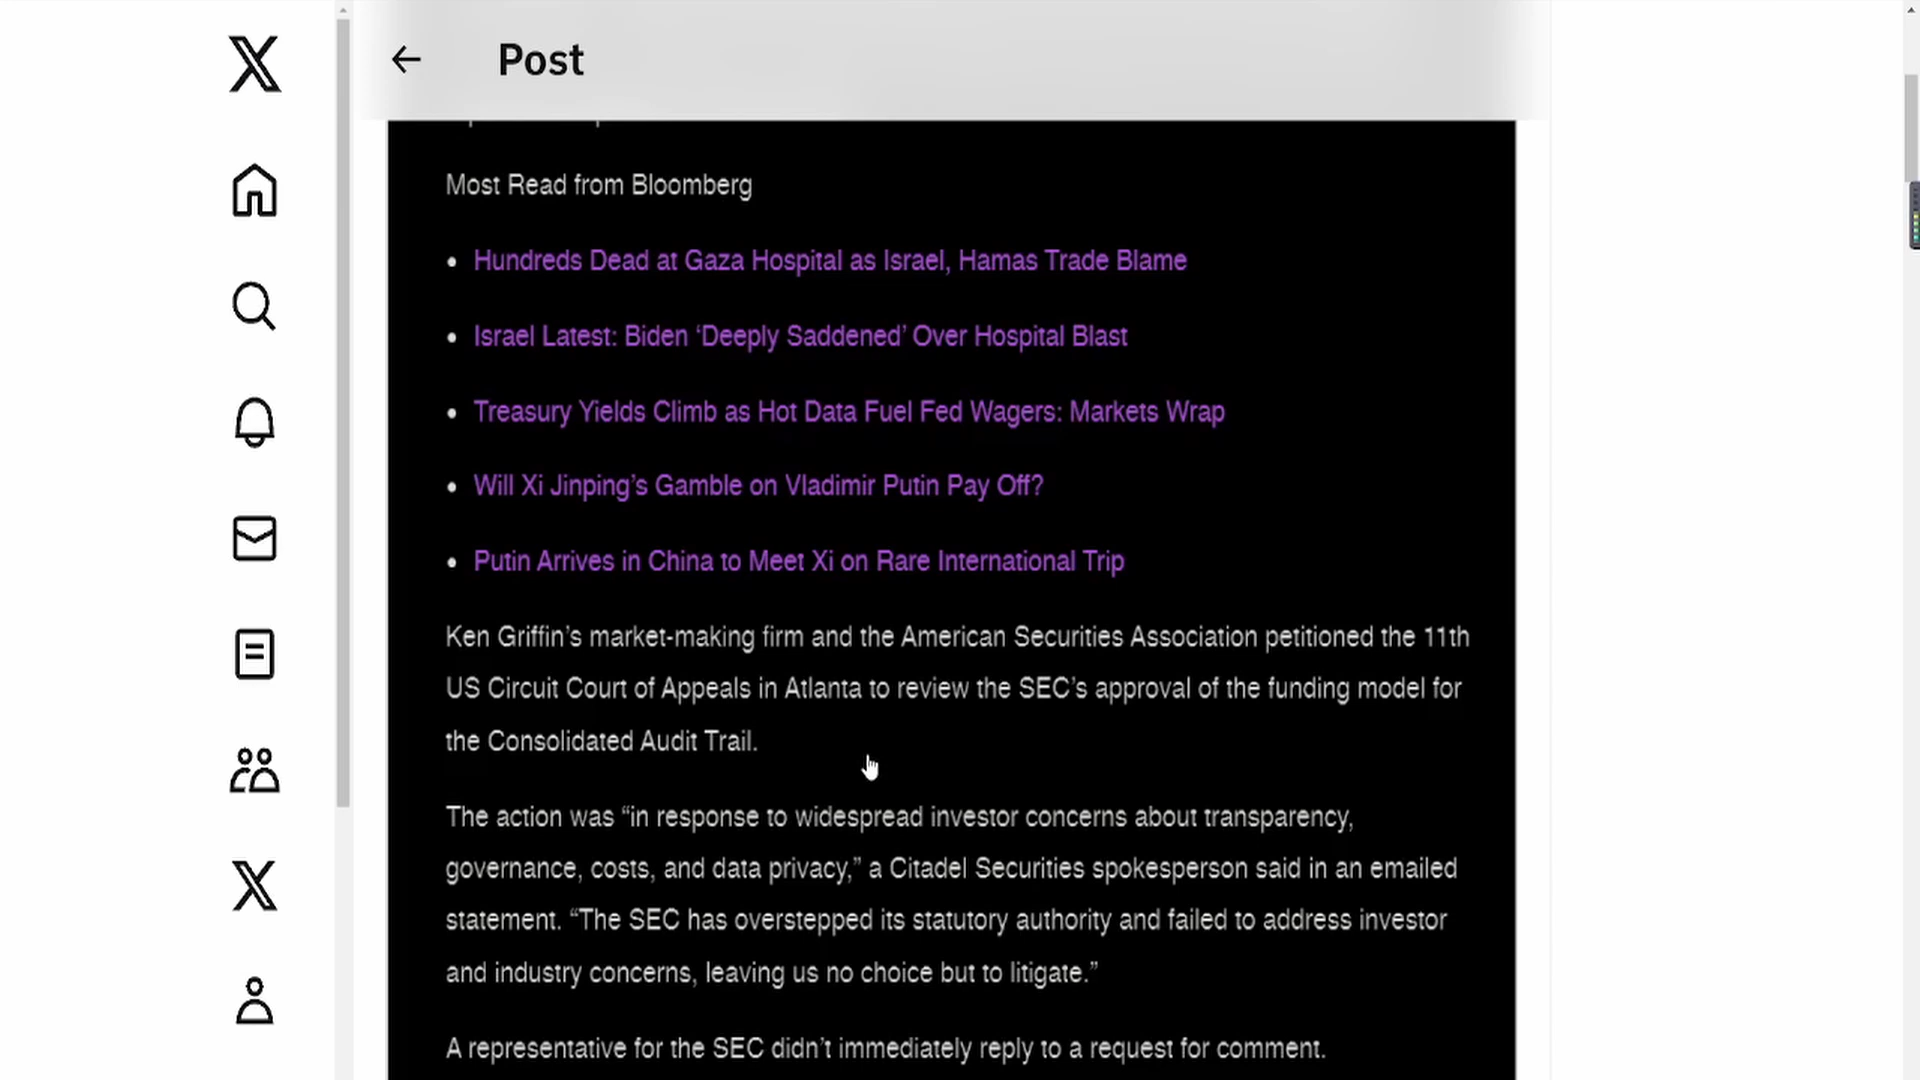 Post
Most Read from Bloomberg
• Hundreds Dead at Gaza Hospital as Israel, Hamas Trade Blame
• Israel Latest: Biden ‘Deeply Saddened’ Over Hospital Blast
• Treasury Yields Climb as Hot Data Fuel Fed Wagers: Markets Wrap
• Will Xi Jinping’s Gamble on Vladimir Putin Pay Off?
• Putin Arrives in China to Meet Xi on Rare International Trip
Ken Griffin’s market-making firm and the American Securities Association petitioned the 11th
US Circuit Court of Appeals in Atlanta to review the SEC’s approval of the funding model for
the Consolidated Audit Trail.
The action was “in response to widespread investor concerns about transparency,
governance, costs, and data privacy,” a Citadel Securities spokesperson said in an emailed
statement. “The SEC has overstepped its statutory authority and failed to address investor
and industry concerns, leaving us no choice but to litigate.”
A representative for the SEC didn’t immediately reply to a request for comment.